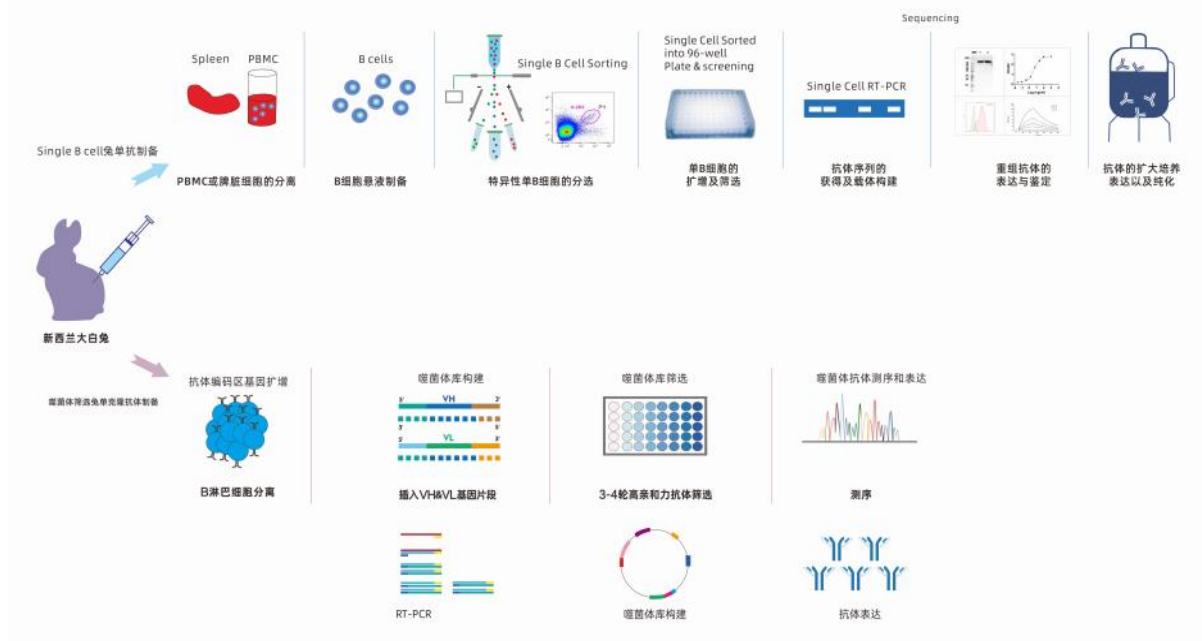 Sequencing
Spleen
PBMC
B cells
Single B Cell Sorting
Single Cell Sorted
into 96-well
Plate & screening
Single Cell RT-PCR
Single B cell兔单抗制备
PBMC或脾脏细胞的分离
B细胞悬液制备
特异性单B细胞的分选
单B细胞的
扩增及筛选
抗体序列的
获得及载体构建
重组抗体的
表达与鉴定
抗体的扩大培养
表达以及纯化
新西兰大白兔
噬菌体筛选兔单克隆抗体制备
抗体编码区基因扩增
B淋巴细胞分离
噬菌体库构建
5'
VH
3'
3'
5'
5'
VL
3'
插入VH&VL基因片段
RT-PCR
噬菌体库筛选
3-4轮高亲和力抗体筛选
噬菌体库构建
噬菌体抗体测序和表达
测序
抗体表达